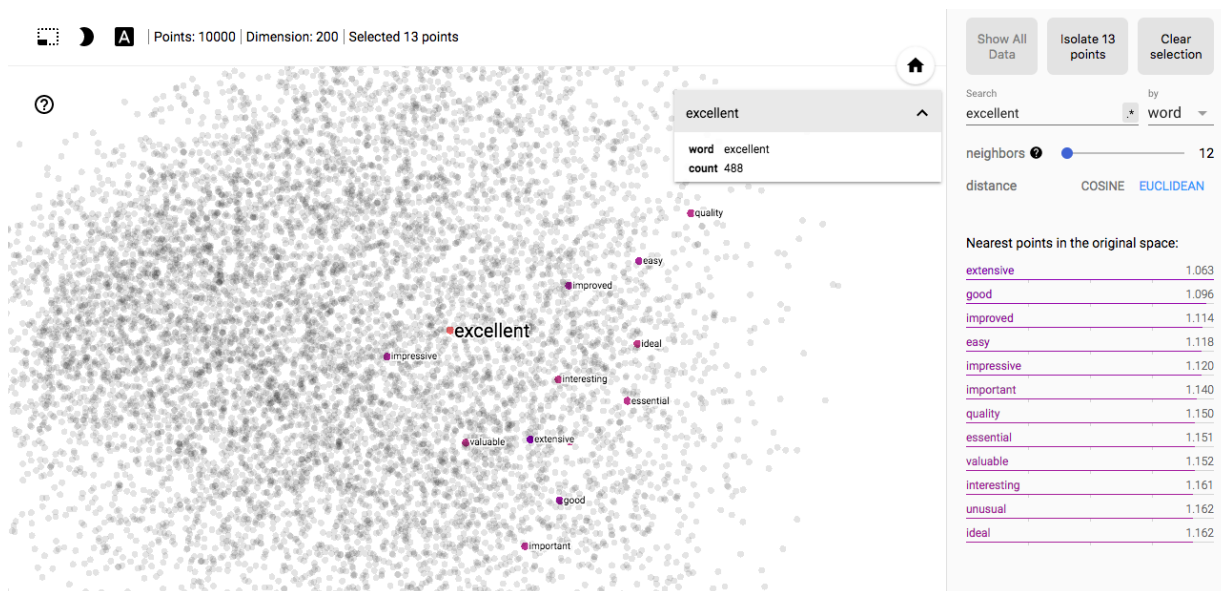 A | Points: 10000 | Dimension: 200 | Selected 13 points
?
excellent
word excellent
count 488
quality
easy
improved
excellent
ideal
impressive
interesting
essential
valuable
extensive
good
important
Show All Data
Isolate 13 points
Clear selection
Search by
excellent .* word
neighbors ? 12
distance COSINE EUCLIDEAN
Nearest points in the original space:
extensive 1.063
good 1.096
improved 1.114
easy 1.118
impressive 1.120
important 1.140
quality 1.150
essential 1.151
valuable 1.152
interesting 1.161
unusual 1.162
ideal 1.162